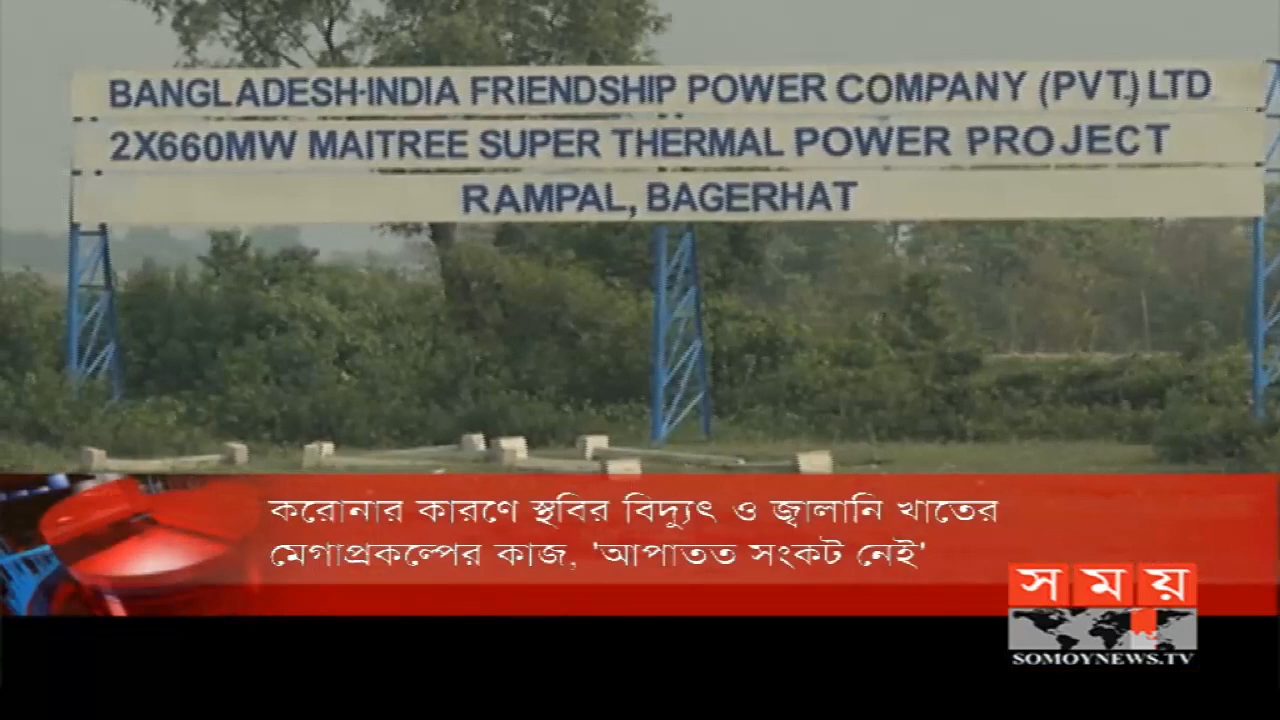 BANGLADESH-INDIA FRIENDSHIP POWER COMPANY (PVT.) LTD
2X660MW MAITREE SUPER THERMAL POWER PROJECT
RAMPAL, BAGERHAT
করোনার কারণে স্থবির বিদ্যুৎ ও জ্বালানি খাতের
মেগাপ্রকল্পের কাজ, 'আপাতত সংকট নেই'
সময়
SOMOYNEWS.TV